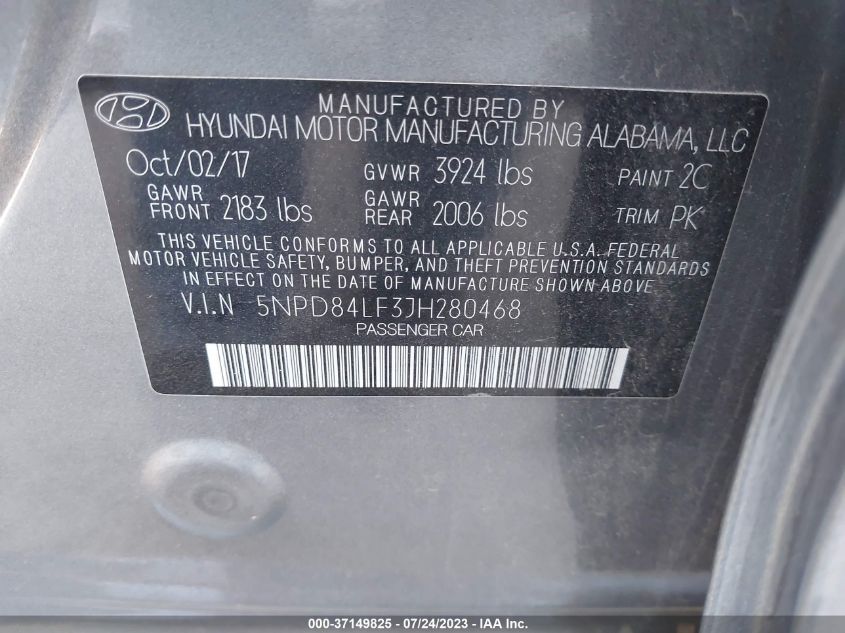 MANUFACTURED BY
HYUNDAI MOTOR MANUFACTURING ALABAMA, LLC
Oct/02/17 GVWR 3924 lbs PAINT 2C
GAWR FRONT 2183 lbs GAWR REAR 2006 lbs TRIM PK
THIS VEHICLE CONFORMS TO ALL APPLICABLE U.S.A. FEDERAL
MOTOR VEHICLE SAFETY, BUMPER, AND THEFT PREVENTION STANDARDS
IN EFFECT ON THE DATE OF MANUFACTURE SHOWN ABOVE.
V.I.N 5NPD84LF3JH280468
PASSENGER CAR
000-37149825 - 07/24/2023 - IAA Inc.